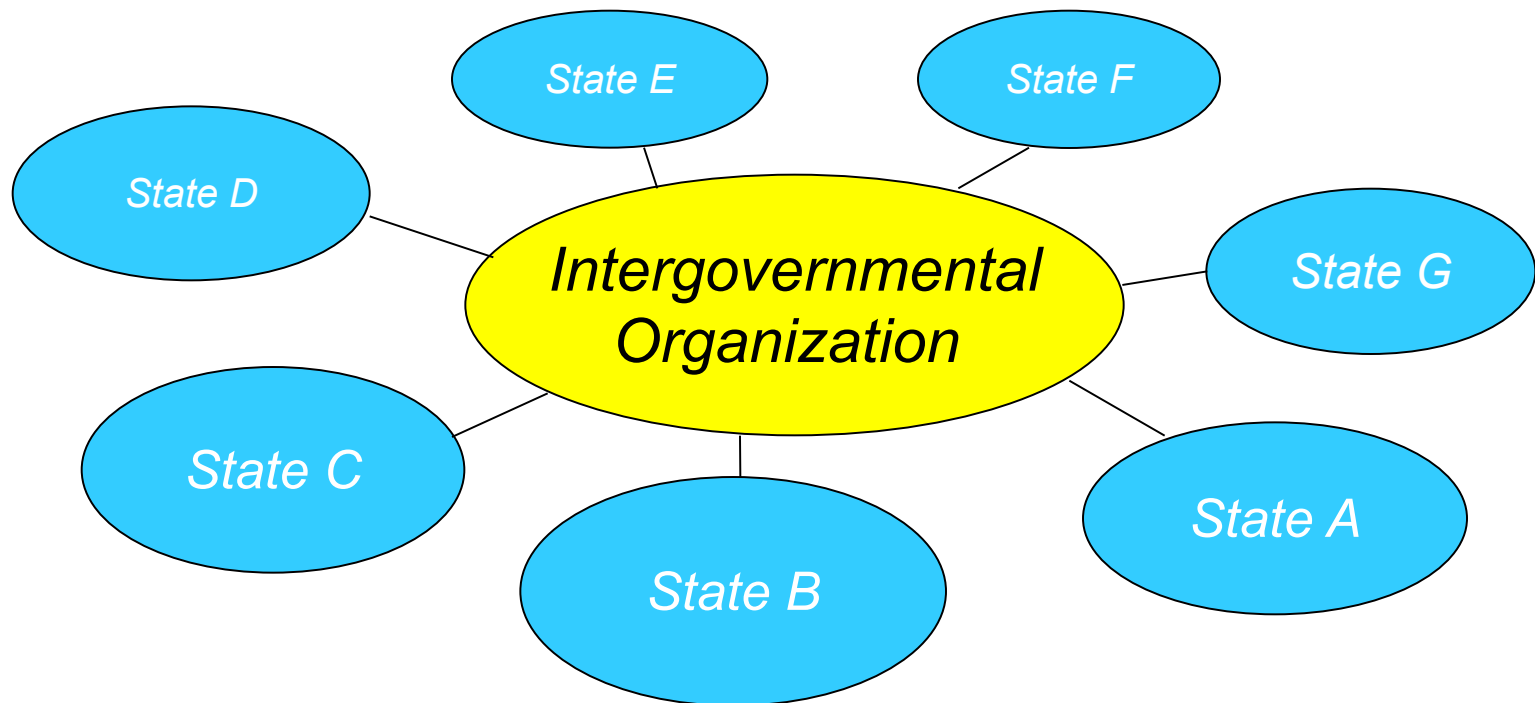 State E
State F
State D
Intergovernmental
Organization
State G
State C
State A
State B